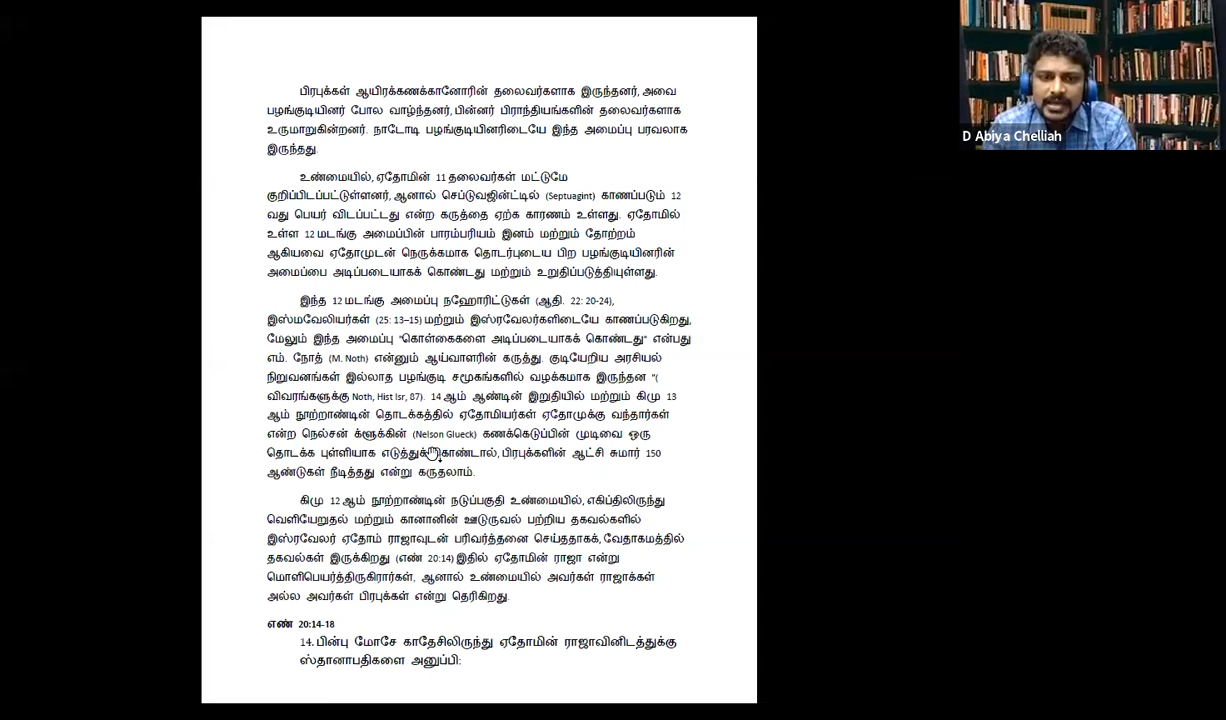 பிரபுக்கள் ஆயிரக்கணக்கானோரின் தலைவர்களாக இருந்தனர், அவை
பழங்குடியினர் போல வாழ்ந்தனர், பின்னர் பிராந்தியங்களின் தலைவர்களாக
உருமாறுகின்றனர். நாடோடி பழங்குடியினரிடையே இந்த அமைப்பு பரவலாக
இருந்தது.
உண்மையில், ஏதோமின் 11 தலைவர்கள் மட்டுமே
குறிப்பிடப்பட்டுள்ளனர், ஆனால் செப்டுவஜின்ட்டில் (Septuagint) காணப்படும் 12
வது பெயர் விடப்பட்டது என்ற கருத்தை ஏற்க காரணம் உள்ளது. ஏதோமில்
உள்ள 12 மடங்கு அமைப்பின் பாரம்பரியம் இனம் மற்றும் தோற்றம்
ஆகியவை ஏதோமுடன் நெருக்கமாக தொடர்புடைய பிற பழங்குடியினரின்
அமைப்பை அடிப்படையாகக் கொண்டது மற்றும் உறுதிப்படுத்தியுள்ளது.
இந்த 12 மடங்கு அமைப்பு நஹோரிட்டுகள் (ஆதி. 22: 20-24),
இஸ்மவேலியர்கள் (25: 13–15) மற்றும் இஸ்ரவேலர்களிடையே காணப்படுகிறது,
மேலும் இந்த அமைப்பு "கொள்கைகளை அடிப்படையாகக் கொண்டது" என்பது
எம். நோத் (M. Noth) என்னும் ஆய்வாளரின் கருத்து. குடியேறிய அரசியல்
நிறுவனங்கள் இல்லாத பழங்குடி சமூகங்களில் வழக்கமாக இருந்தன "(
விவரங்களுக்கு Noth, Hist Isr, 87). 14 ஆம் ஆண்டின் இறுதியில் மற்றும் கிமு 13
ஆம் நூற்றாண்டின் தொடக்கத்தில் ஏதோமியர்கள் ஏதோமுக்கு வந்தார்கள்
என்ற நெல்சன் க்ளூக்கின் (Nelson Glueck) கணக்கெடுப்பின் முடிவை ஒரு
தொடக்க புள்ளியாக எடுத்துக்கொண்டால், பிரபுக்களின் ஆட்சி சுமார் 150
ஆண்டுகள் நீடித்தது என்று கருதலாம்.
கிமு 12 ஆம் நூற்றாண்டின் நடுப்பகுதி உண்மையில், எகிப்திலிருந்து
வெளியேறுதல் மற்றும் கானானின் ஊடுருவல் பற்றிய தகவல்களில்
இஸ்ரவேலர் ஏதோம் ராஜாவுடன் பரிவர்த்தனை செய்ததாகக், வேதாகமத்தில்
தகவல்கள் இருக்கிறது (எண் 20:14) இதில் ஏதோமின் ராஜா என்று
மொளிபெயர்த்திருகிரார்கள், ஆனால் உண்மையில் அவர்கள் ராஜாக்கள்
அல்ல அவர்கள் பிரபுக்கள் என்று தெரிகிறது.
எண் 20:14-18
14. பின்பு மோசே காதேசிலிருந்து ஏதோமின் ராஜாவினிடத்துக்கு
ஸ்தானாபதிகளை அனுப்பி:
D Abiya Chelliah